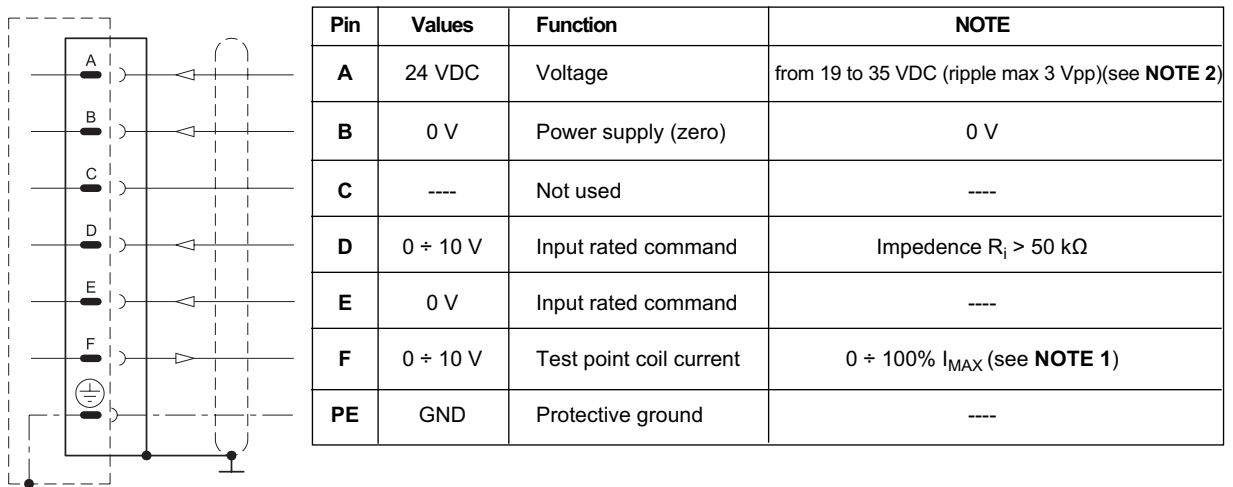 A
B
C
D
E
F
Pin Values Function NOTE
A 24 VDC Voltage from 19 to 35 VDC (ripple max 3 Vpp)(see NOTE 2)
B 0 V Power supply (zero) 0 V
C ---- Not used ----
D 0 ÷ 10 V Input rated command Impedence Ri > 50 kΩ
E 0 V Input rated command ----
F 0 ÷ 10 V Test point coil current 0 ÷ 100% IMAX (see NOTE 1)
PE GND Protective ground ----